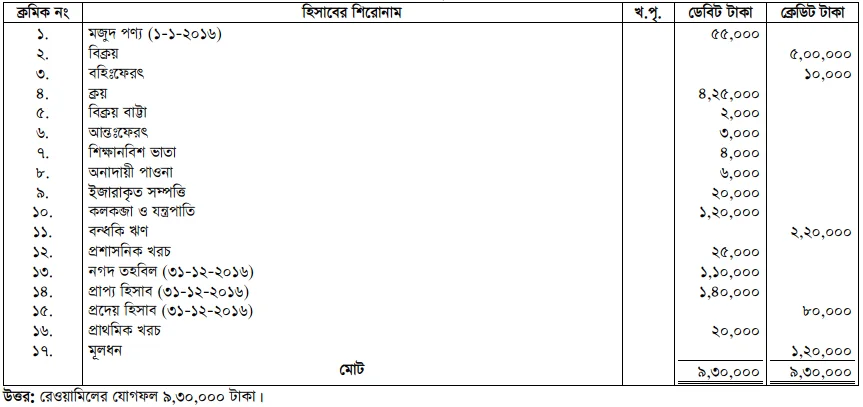 ক্রমিক নং হিসাবের শিরোনাম খ.পৃ. ডেবিট টাকা ক্রেডিট টাকা
১. মজুদ পণ্য (১-১-২০১৬) ৫৫,০০০
২. বিক্রয় ৫,০০,০০০
৩. বহিঃফেরৎ ১০,০০০
৪. ক্রয় ৪,২৫,০০০
৫. বিক্রয় বাট্টা ২,০০০
৬. আন্তঃফেরৎ ৩,০০০
৭. শিক্ষানবিশ ভাতা ৪,০০০
৮. অনাদায়ী পাওনা ৬,০০০
৯. ইজারাকৃত সম্পত্তি ২০,০০০
১০. কলকব্জা ও যন্ত্রপাতি ১,২০,০০০
১১. বন্ধকি ঋণ ২,২০,০০০
১২. প্রশাসনিক খরচ ২৫,০০০
১৩. নগদ তহবিল (৩১-১২-২০১৬) ১,১০,০০০
১৪. প্রাপ্য হিসাব (৩১-১২-২০১৬) ১,৪০,০০০
১৫. প্রদেয় হিসাব (৩১-১২-২০১৬) ৮০,০০০
১৬. প্রাথমিক খরচ ২০,০০০
১৭. মূলধন ১,২০,০০০
মোট ৯,৩০,০০০ ৯,৩০,০০০
উত্তর: রেওয়ামিলের যোগফল ৯,৩০,০০০ টাকা।